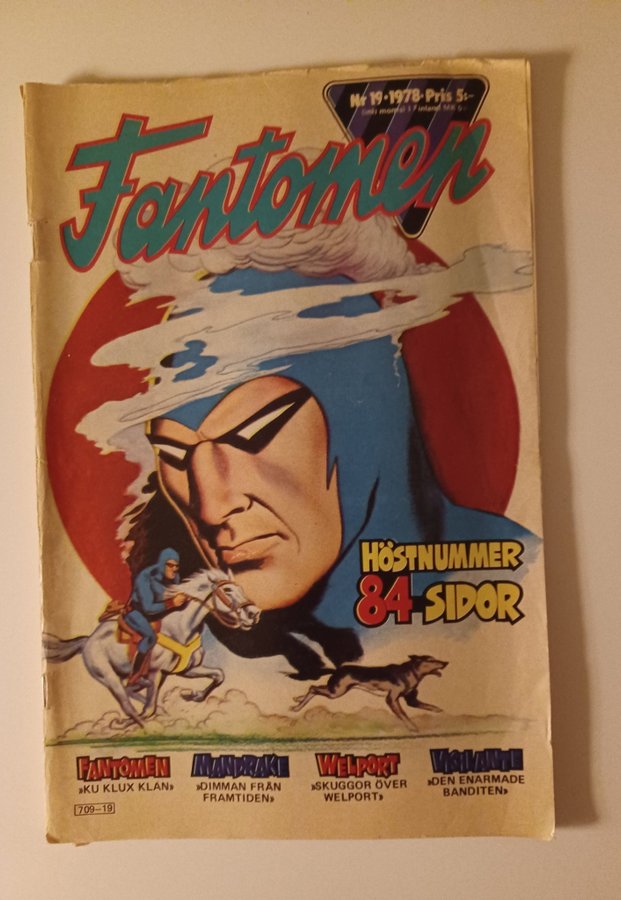 Nr 19·1978·Pris 5:-
Fantomen
HÖSTNUMMER
84 SIDOR
FANTOMEN
»KU KLUX KLAN»
MANDRAKE
»DIMMAN FRÅN
FRAMTIDEN»
WELPORT
»SKUGGOR ÖVER
WELPORT»
VIGILANTE
»DEN ENARMADE
BANDITEN»
709-19